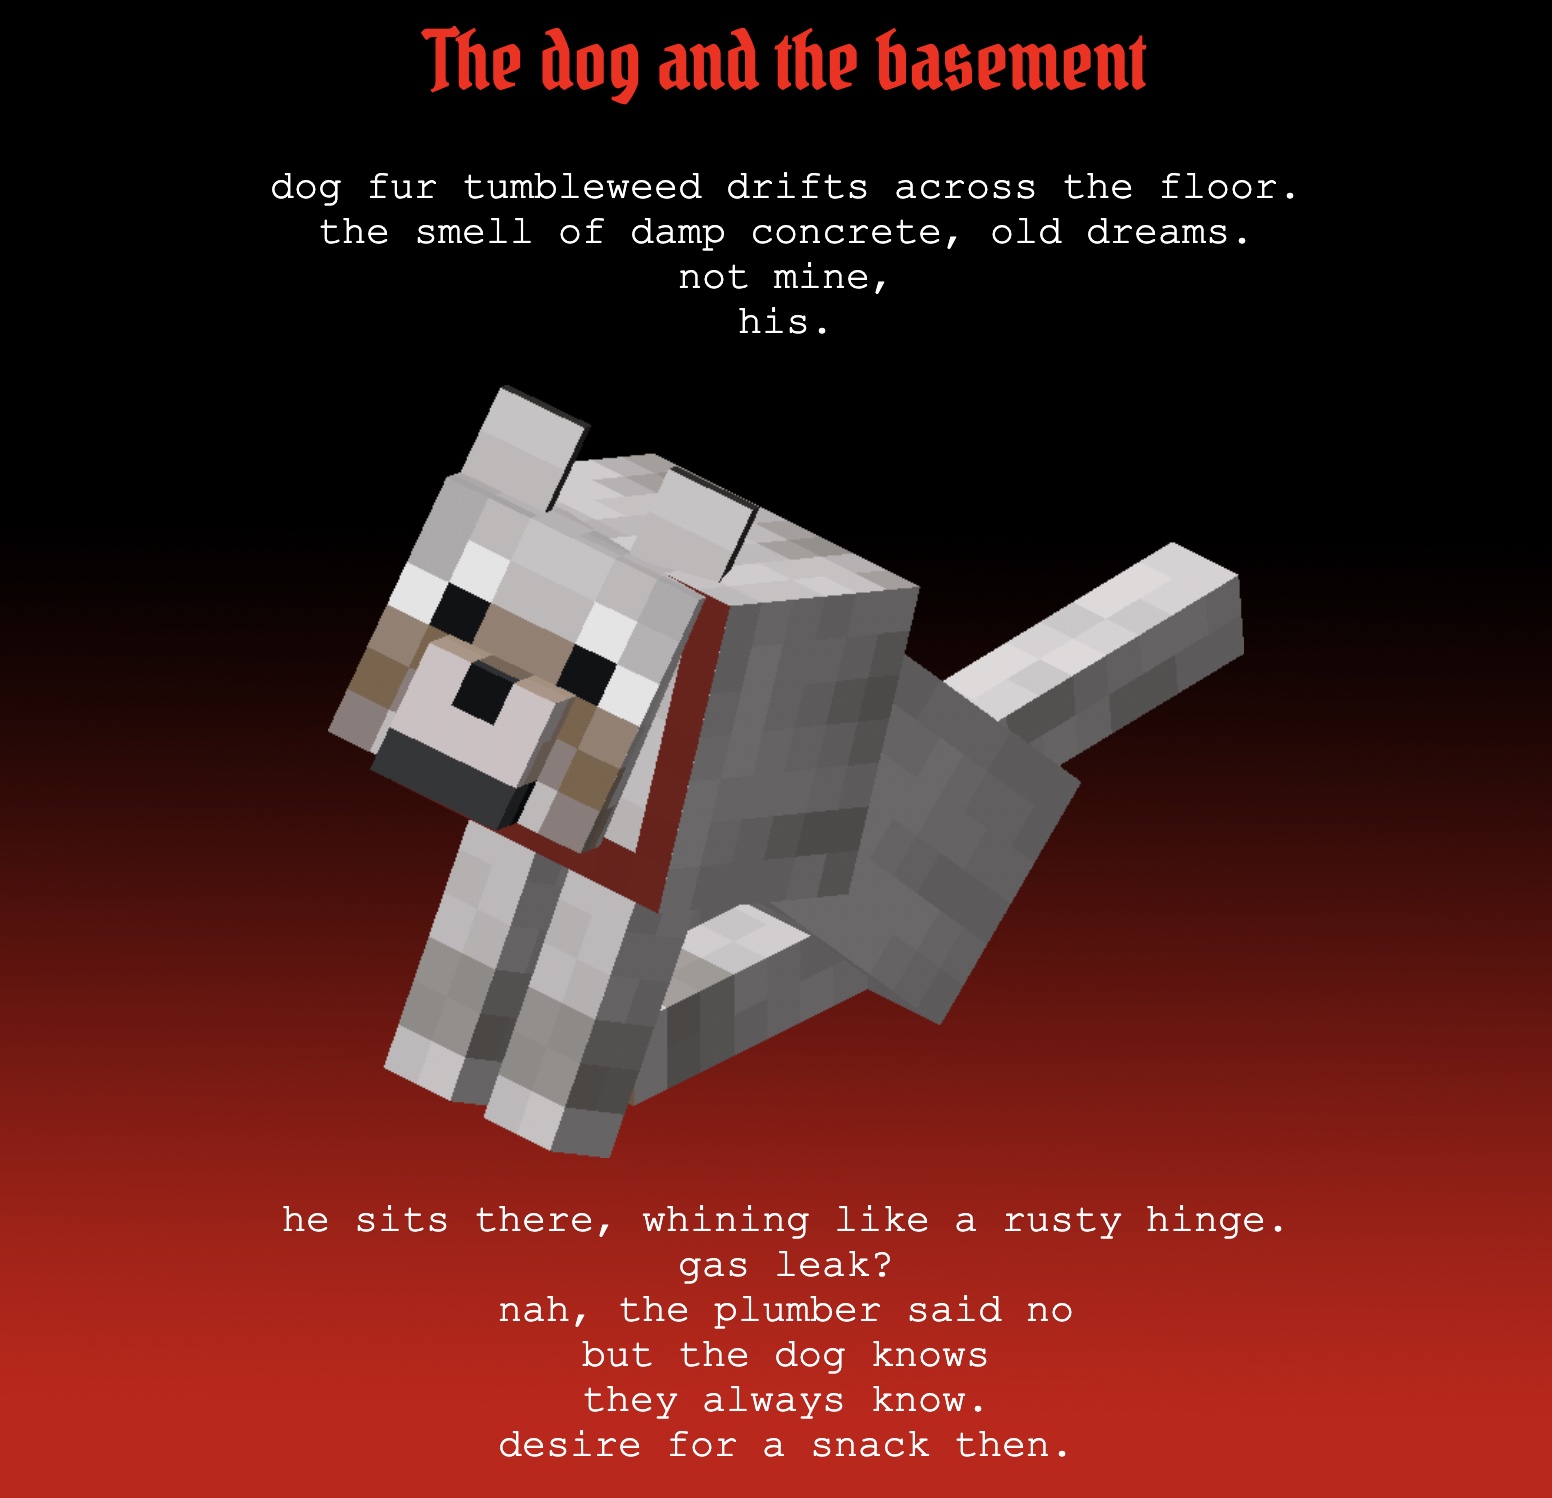 The dog and the basement
dog fur tumbleweed drifts across the floor.
the smell of damp concrete, old dreams.
not mine,
his.
he sits there, whining like a rusty hinge.
gas leak?
nah, the plumber said no
but the dog knows
they always know.
desire for a snack then.